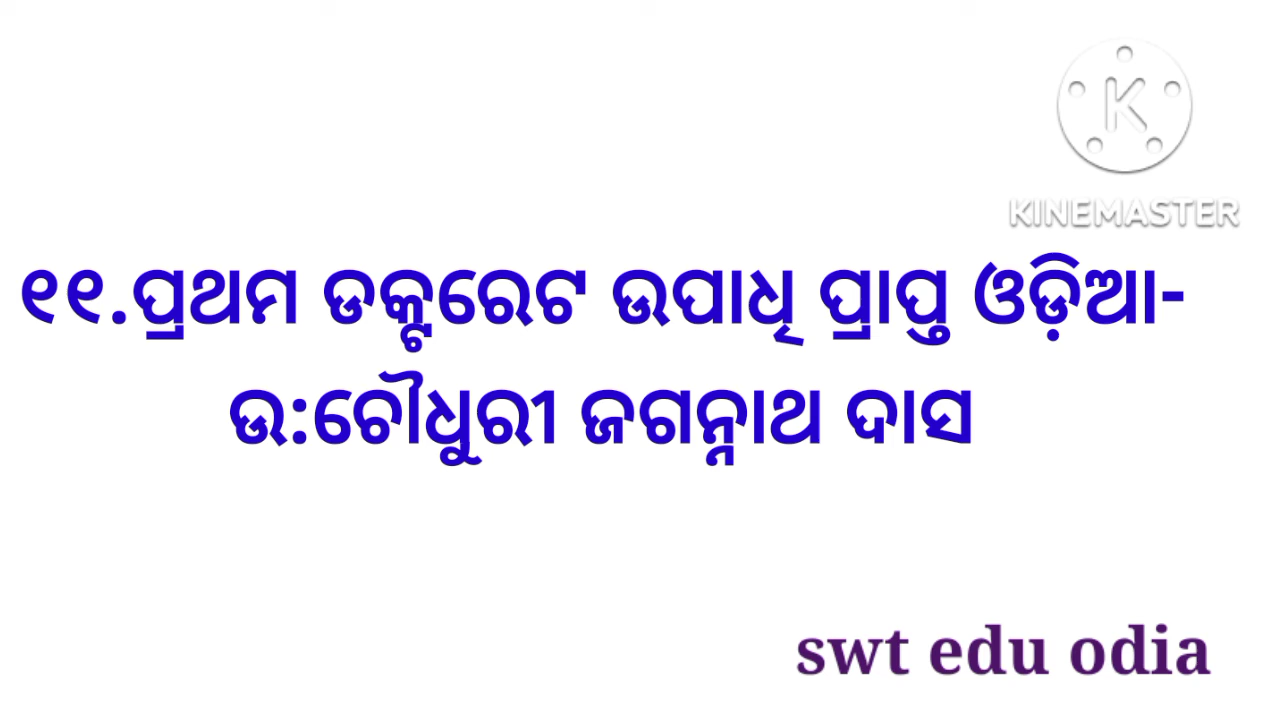 K
KINEMASTER
୧୧.ପ୍ରଥମ ଡକ୍ଟରେଟ ଉପାଧି ପ୍ରାପ୍ତ ଓଡ଼ିଆ-
ଉ:ଚୌଧୁରୀ ଜଗନ୍ନାଥ ଦାସ
swt edu odia